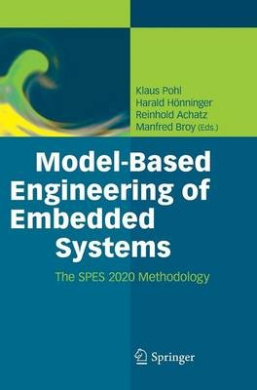 Klaus Pohl
Harald Hönninger
Reinhold Achatz
Manfred Broy (Eds.)
Model-Based
Engineering of
Embedded
Systems
The SPES 2020 Methodology
Springer